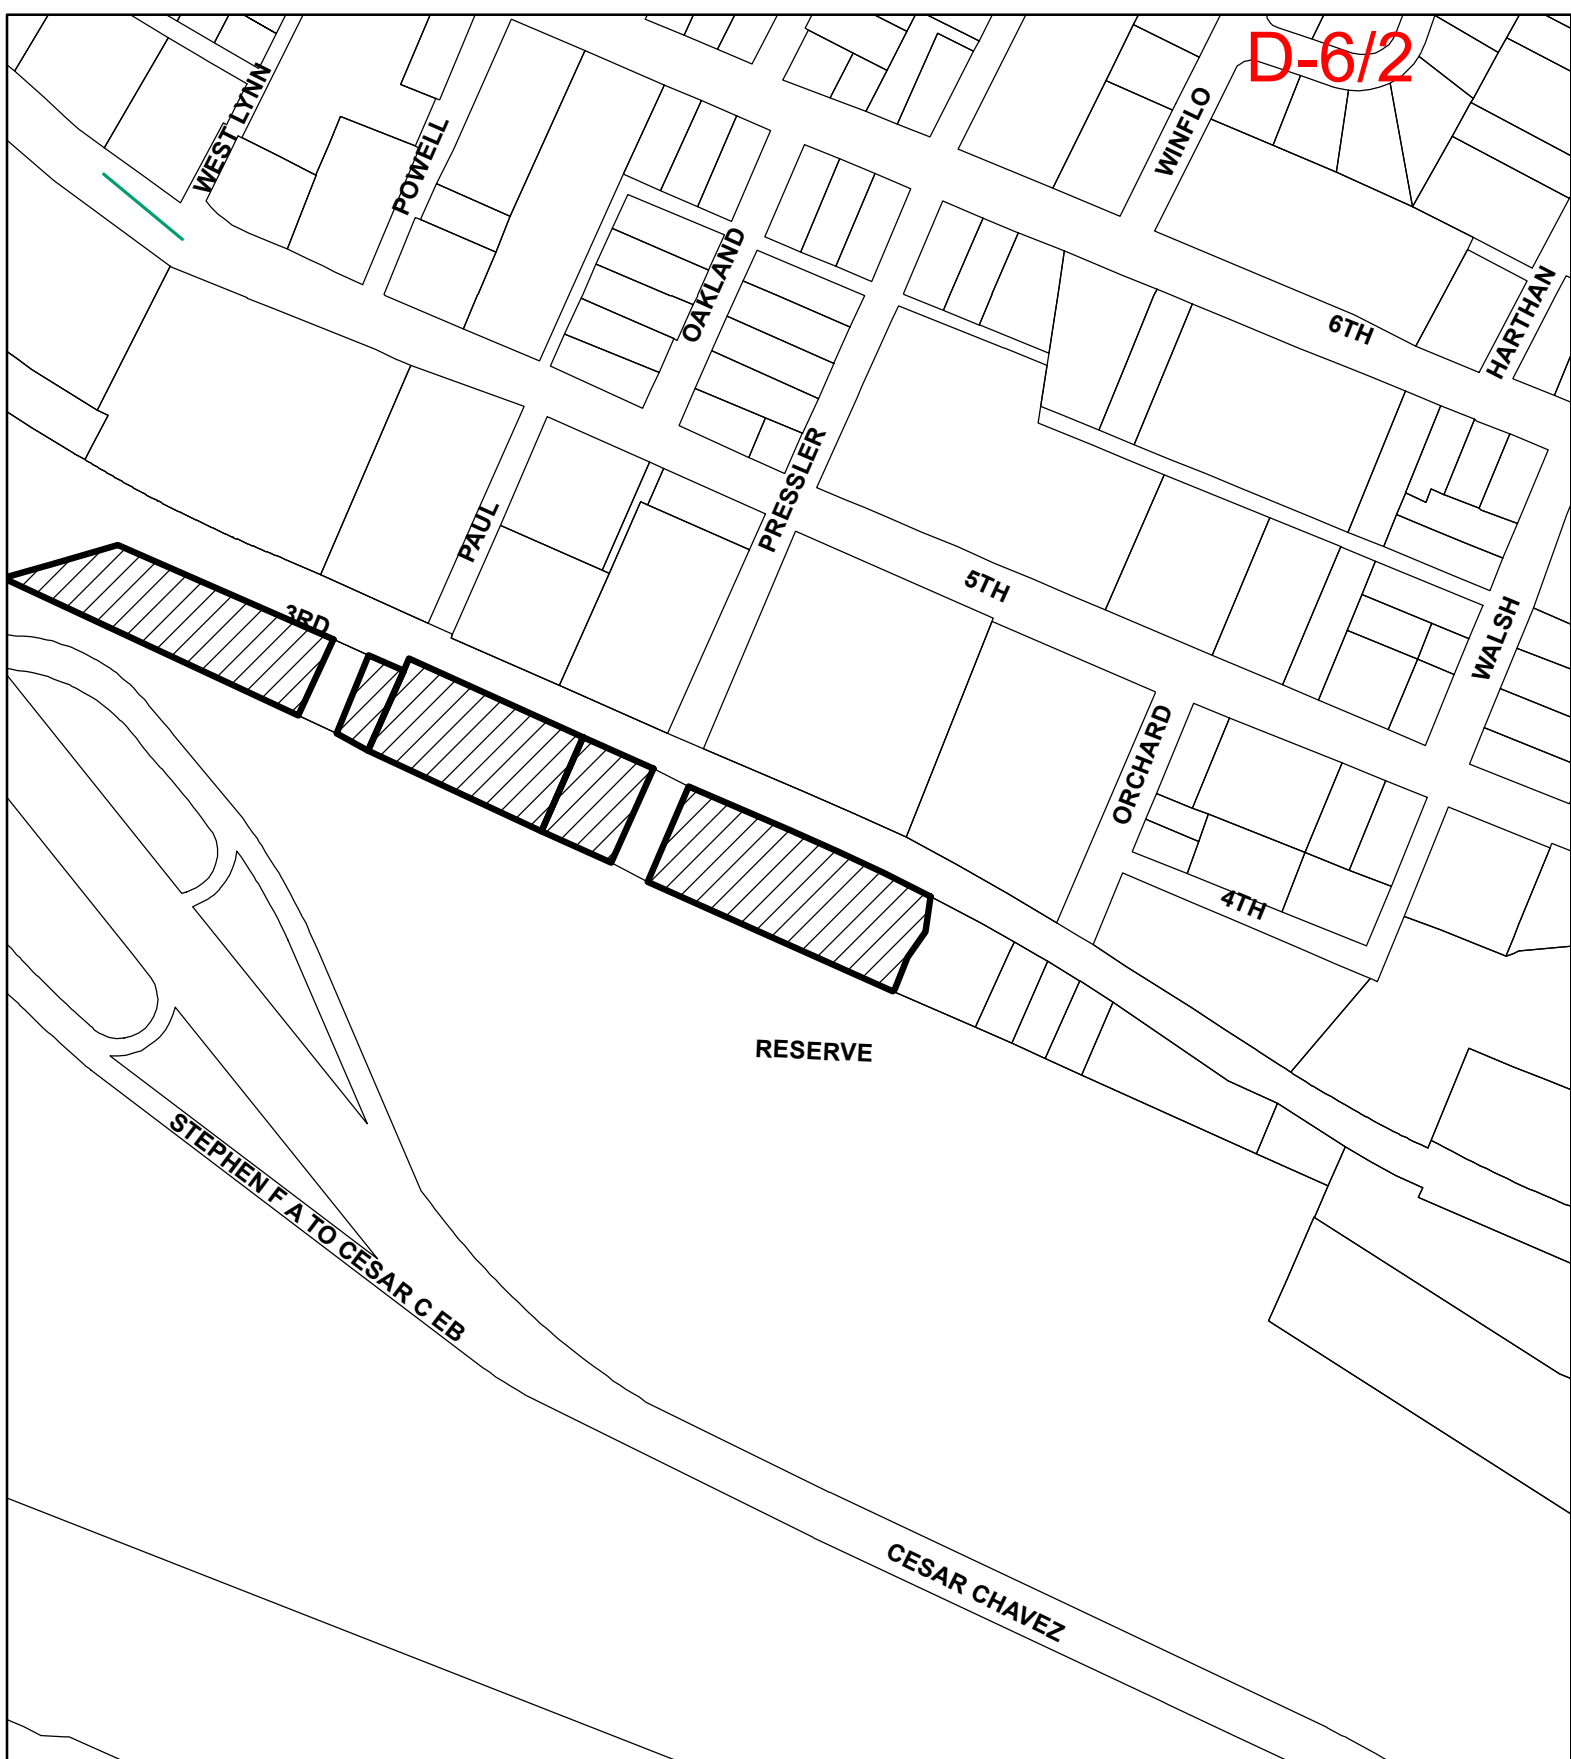 D-6/2
WEST LYNN
POWELL
WINFLO
OAKLAND
HARTHAN
6TH
PRESSLER
PAUL
5TH
3RD
WALSH
ORCHARD
4TH
RESERVE
STEPHEN F A TO CESAR C EB
CESAR CHAVEZ